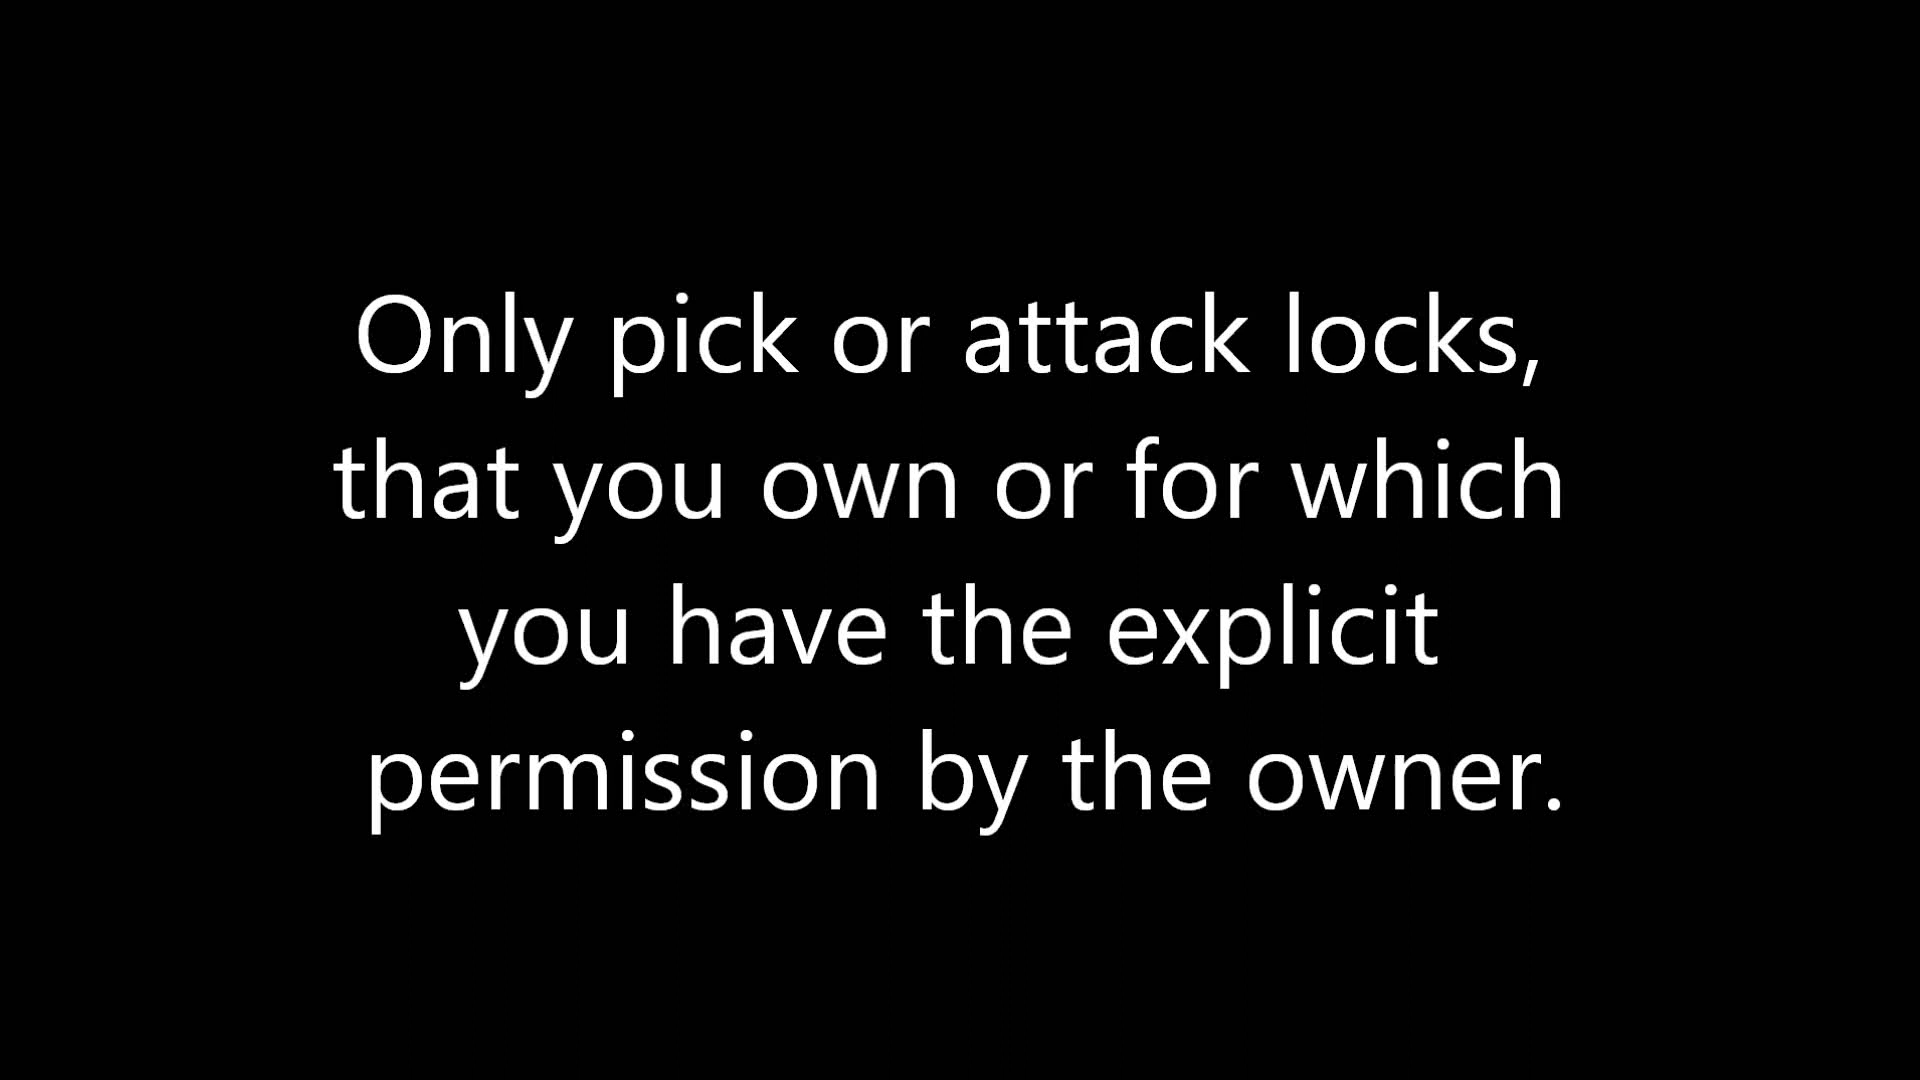 Only pick or attack locks,
that you own or for which
you have the explicit
permission by the owner.